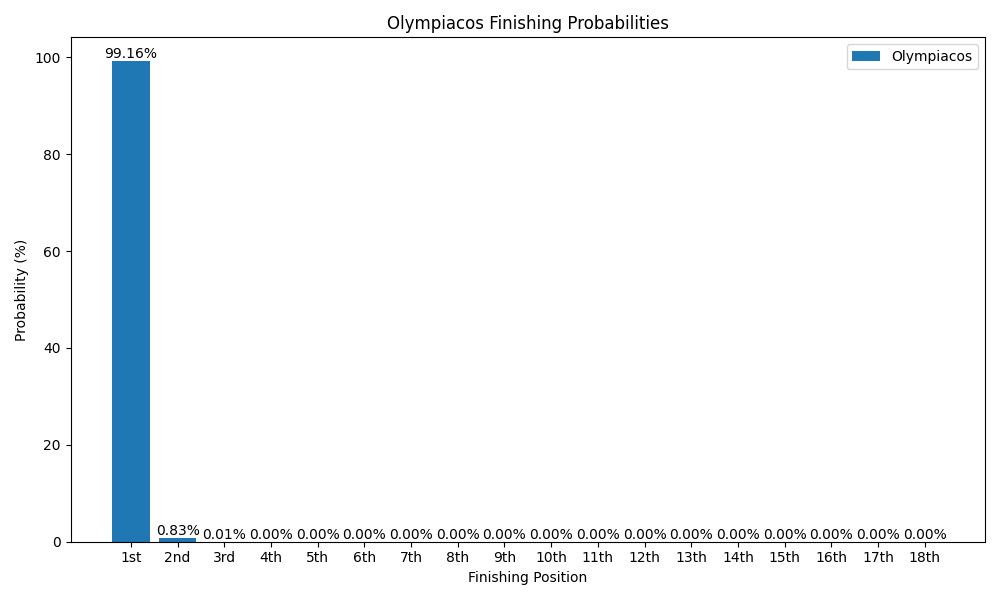 Olympiacos Finishing Probabilities
Olympiacos
100
80
60
40
20
0
Probability (%)
99.16% 0.83% 0.01% 0.00% 0.00% 0.00% 0.00% 0.00% 0.00% 0.00% 0.00% 0.00% 0.00% 0.00% 0.00% 0.00% 0.00% 0.00%
1st 2nd 3rd 4th 5th 6th 7th 8th 9th 10th 11th 12th 13th 14th 15th 16th 17th 18th
Finishing Position